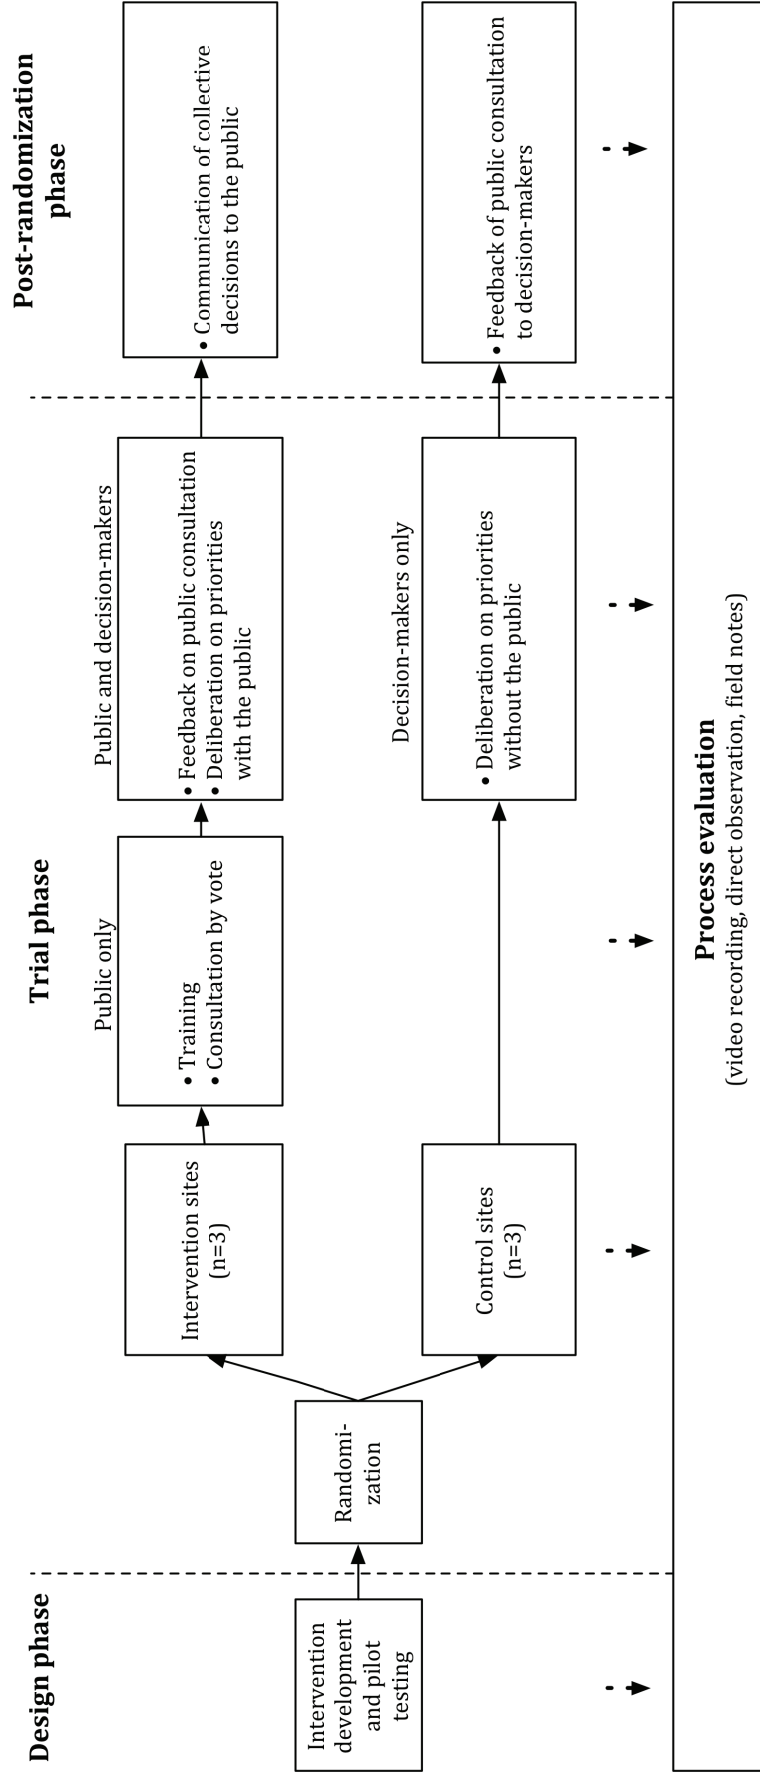 Design phase
Trial phase
Post-randomization
phase
Intervention
development
and pilot
testing
Randomi-
zation
Intervention sites
(n=3)
Public only
• Training
• Consultation by vote
Public and decision-makers
• Feedback on public consultation
• Deliberation on priorities
with the public
• Communication of collective
decisions to the public
Control sites
(n=3)
Decision-makers only
• Deliberation on priorities
without the public
• Feedback of public consultation
to decision-makers
Process evaluation
(video recording, direct observation, field notes)